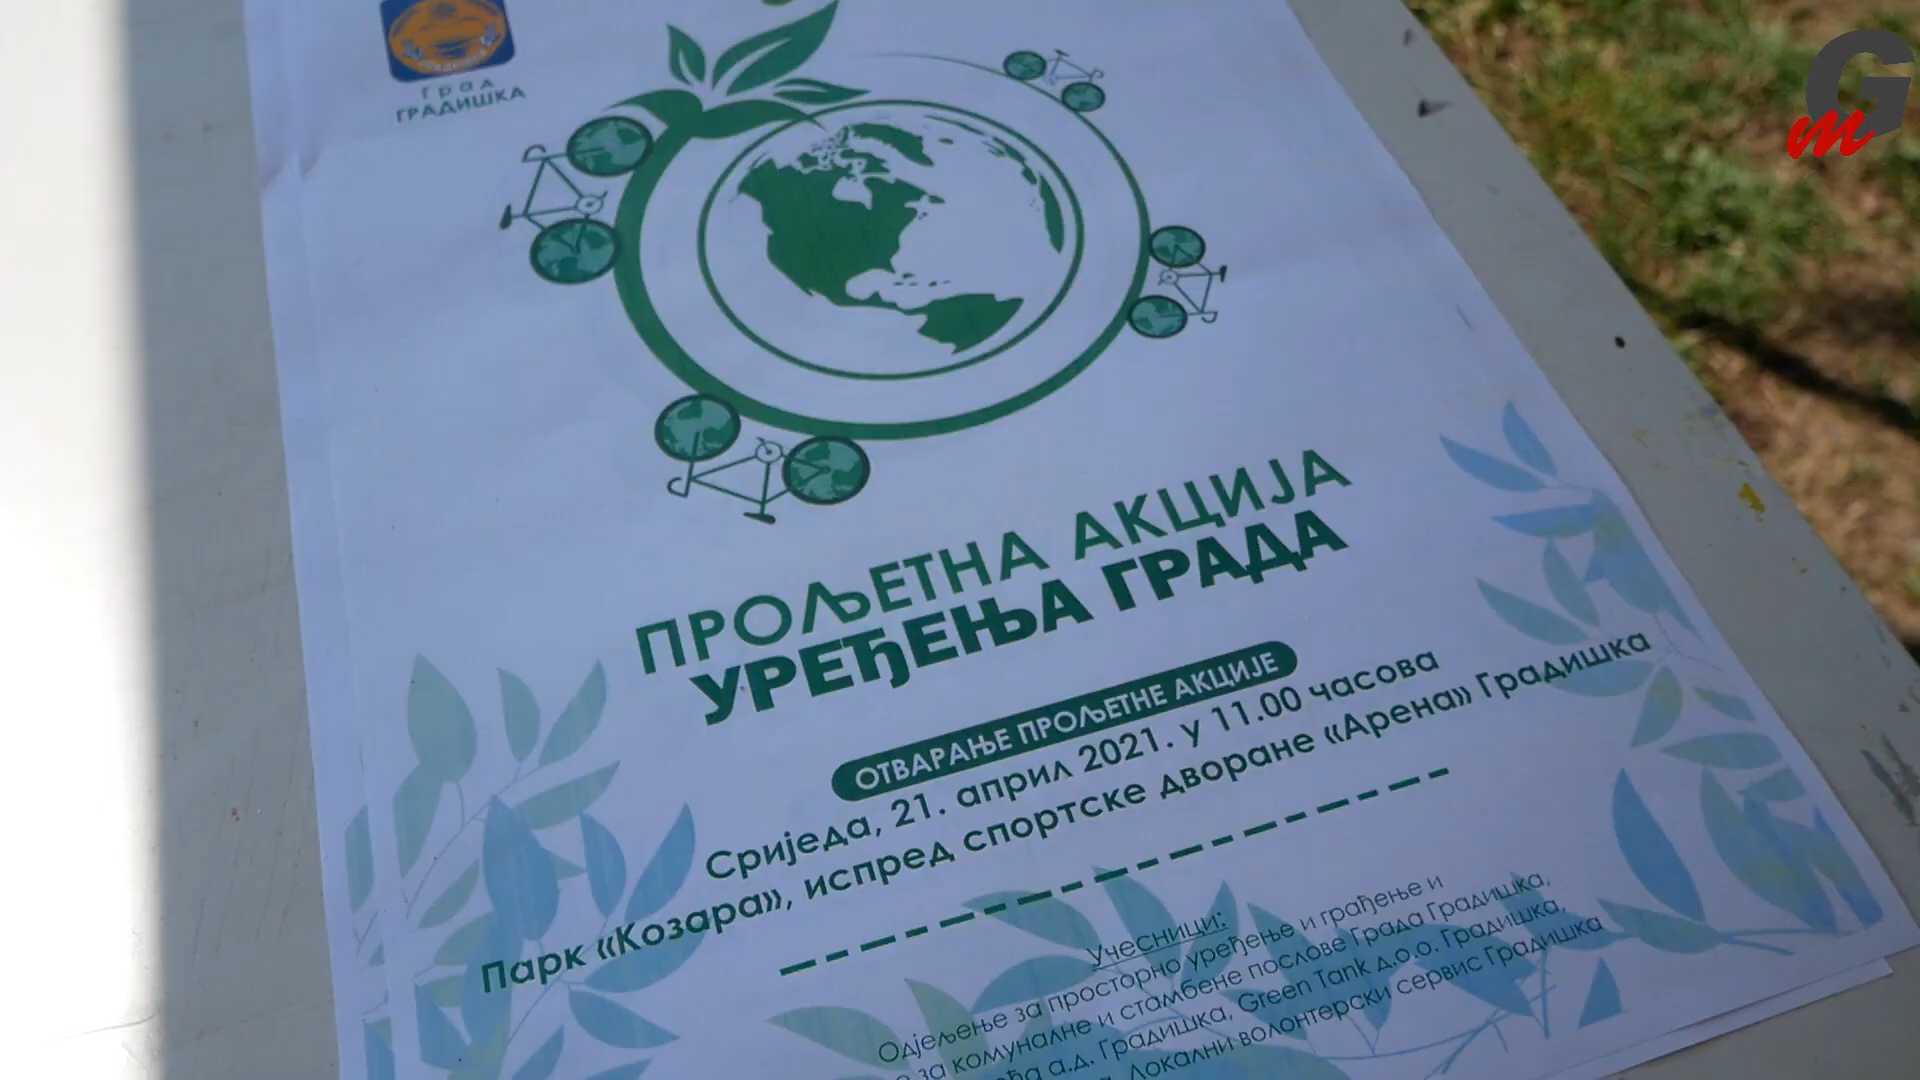 град
ГРАДИШКА
ПРОЉЕТНА АКЦИЈА
УРЕЂЕЊА ГРАДА
ОТВАРАЊЕ ПРОЉЕТНЕ АКЦИЈЕ
Сриједа, 21. април 2021. у 11.00 часова
Парк «Козара», испред спортске дворане «Арена» Градишка
Учесници:
Одјељење за просторно уређење и грађење и
за комуналне и стамбене послове Града Градишка,
а.д. Градишка, Green Tank д.о.о. Градишка,
Локални волонтерски сервис Градишка
Gm